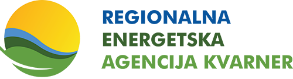 REGIONALNA
ENERGETSKA
AGENCIJA KVARNER